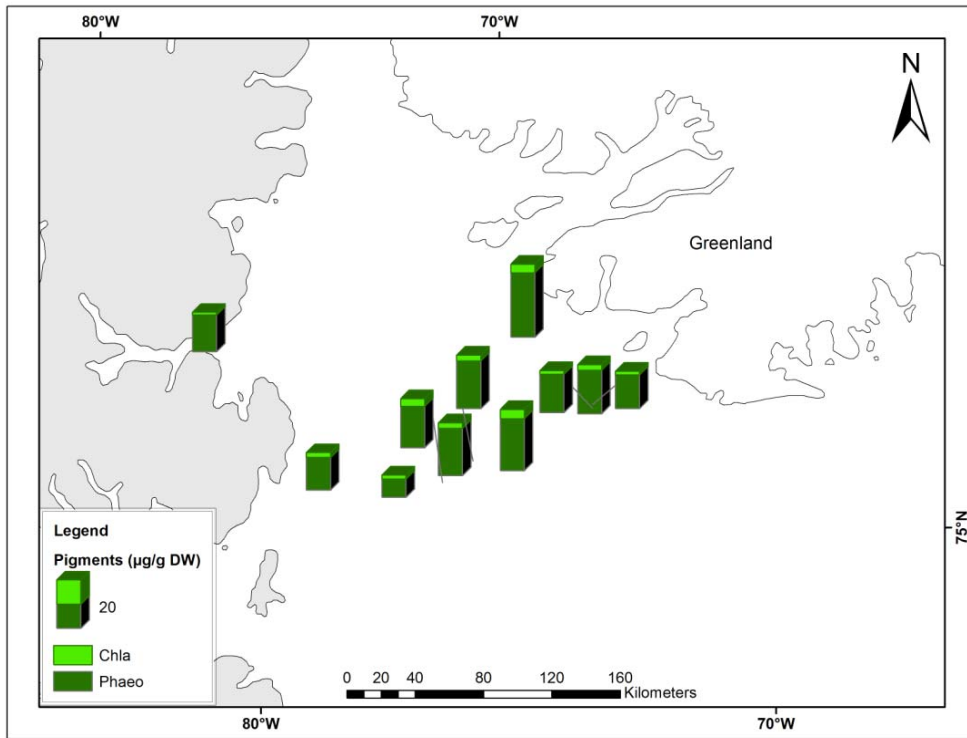 80°W 70°W
N
Greenland
75°N
Legend
Pigments (µg/g DW)
20
Chla
Phaeo
0 20 40 80 120 160
Kilometers
80°W 70°W